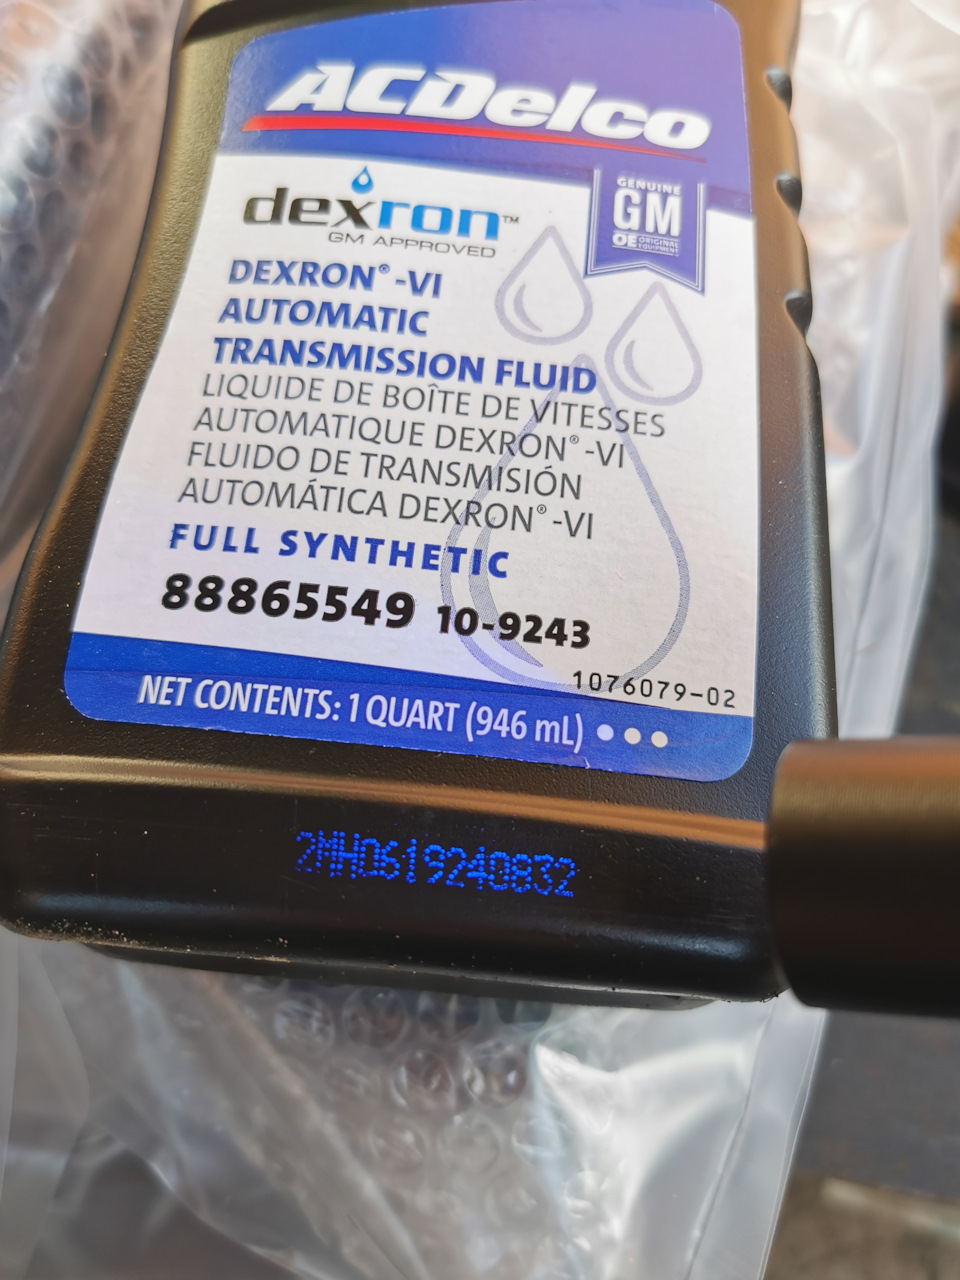 ACDelco
dexron™
GM APPROVED
GENUINE
GM
OE ORIGINAL EQUIPMENT
DEXRON®-VI
AUTOMATIC
TRANSMISSION FLUID
LIQUIDE DE BOÎTE DE VITESSES
AUTOMATIQUE DEXRON®-VI
FLUIDO DE TRANSMISIÓN
AUTOMÁTICA DEXRON®-VI
FULL SYNTHETIC
88865549 10-9243
1076079-02
NET CONTENTS: 1 QUART (946 mL)
2MH0619240832